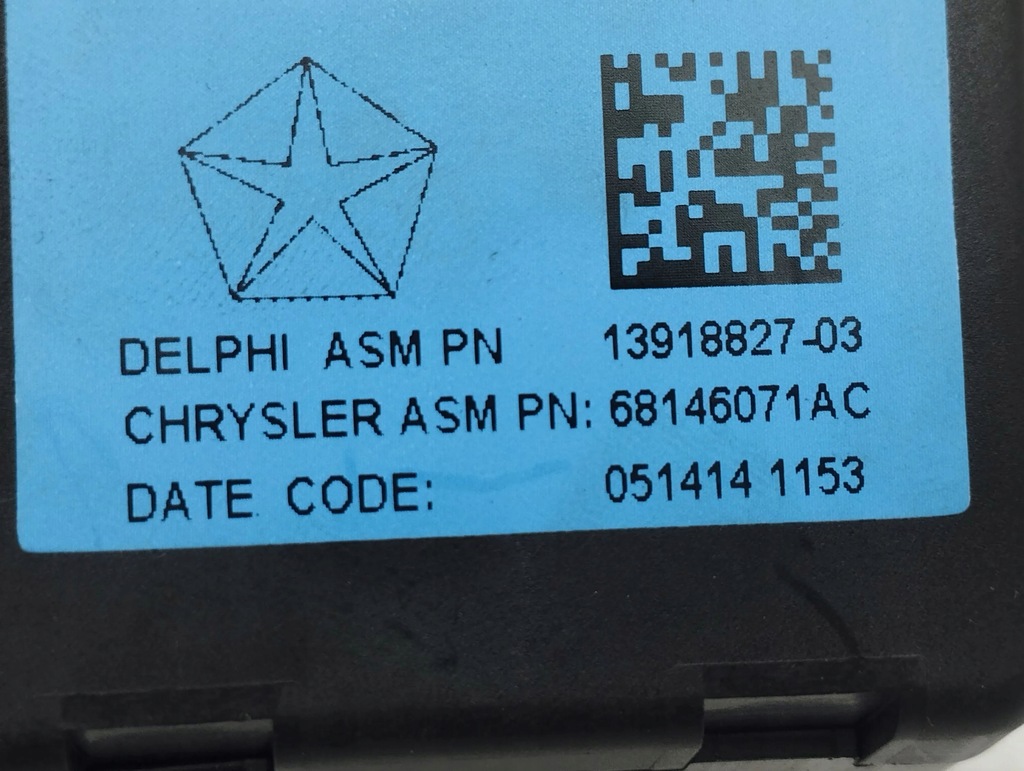 DELPHI ASM PN 13918827-03
CHRYSLER ASM PN: 68146071AC
DATE CODE: 051414 1153